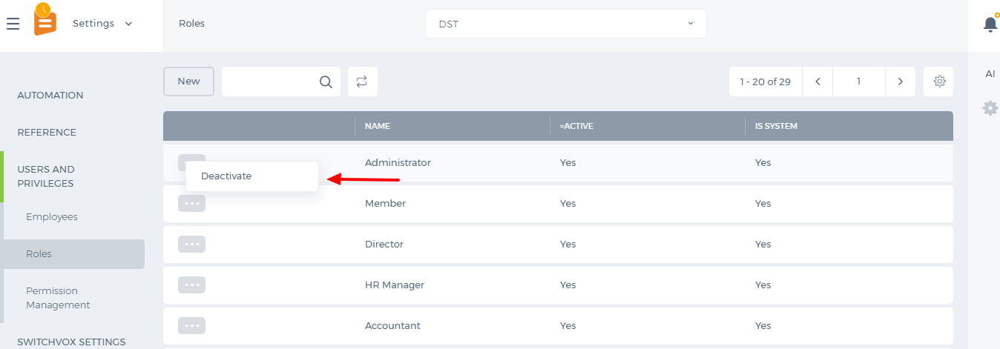 Settings
Roles
DST
AI
New
1 - 20 of 29
1
AUTOMATION
REFERENCE
USERS AND
PRIVILEGES
Employees
Roles
Permission
Management
SWITCHVOX SETTINGS
NAME =ACTIVE IS SYSTEM
Administrator Yes Yes
Deactivate
Member Yes Yes
Director Yes Yes
HR Manager Yes Yes
Accountant Yes Yes